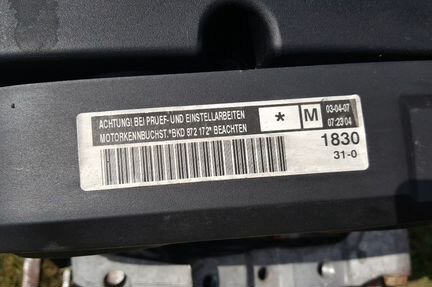 ACHTUNG! BEI PRUEF- UND EINSTELLARBEITEN
MOTORKENNBUCHST. "BKD 872 172" BEACHTEN
*
M
03-04-07
07:23:04
1830
31-0